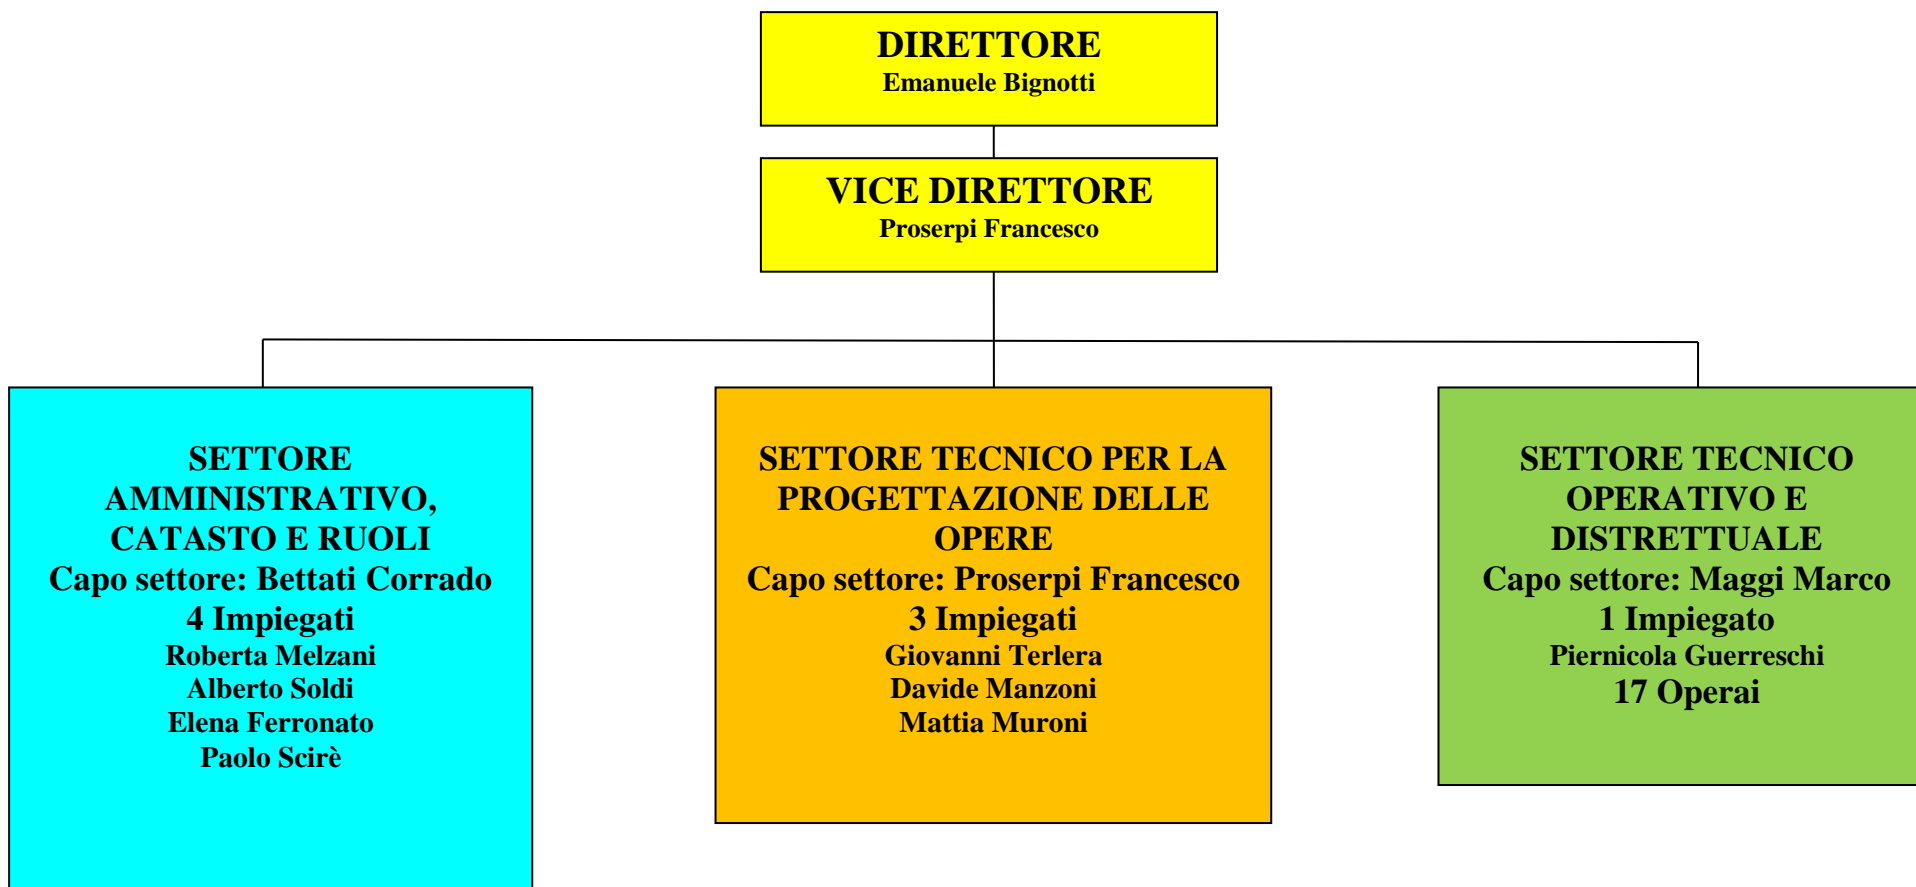 DIRETTORE
Emanuele Bignotti
VICE DIRETTORE
Proserpi Francesco
SETTORE
AMMINISTRATIVO,
CATASTO E RUOLI
Capo settore: Bettati Corrado
4 Impiegati
Roberta Melzani
Alberto Soldi
Elena Ferronato
Paolo Scirè
SETTORE TECNICO PER LA
PROGETTAZIONE DELLE
OPERE
Capo settore: Proserpi Francesco
3 Impiegati
Giovanni Terlera
Davide Manzoni
Mattia Muroni
SETTORE TECNICO
OPERATIVO E
DISTRETTUALE
Capo settore: Maggi Marco
1 Impiegato
Piernicola Guerreschi
17 Operai